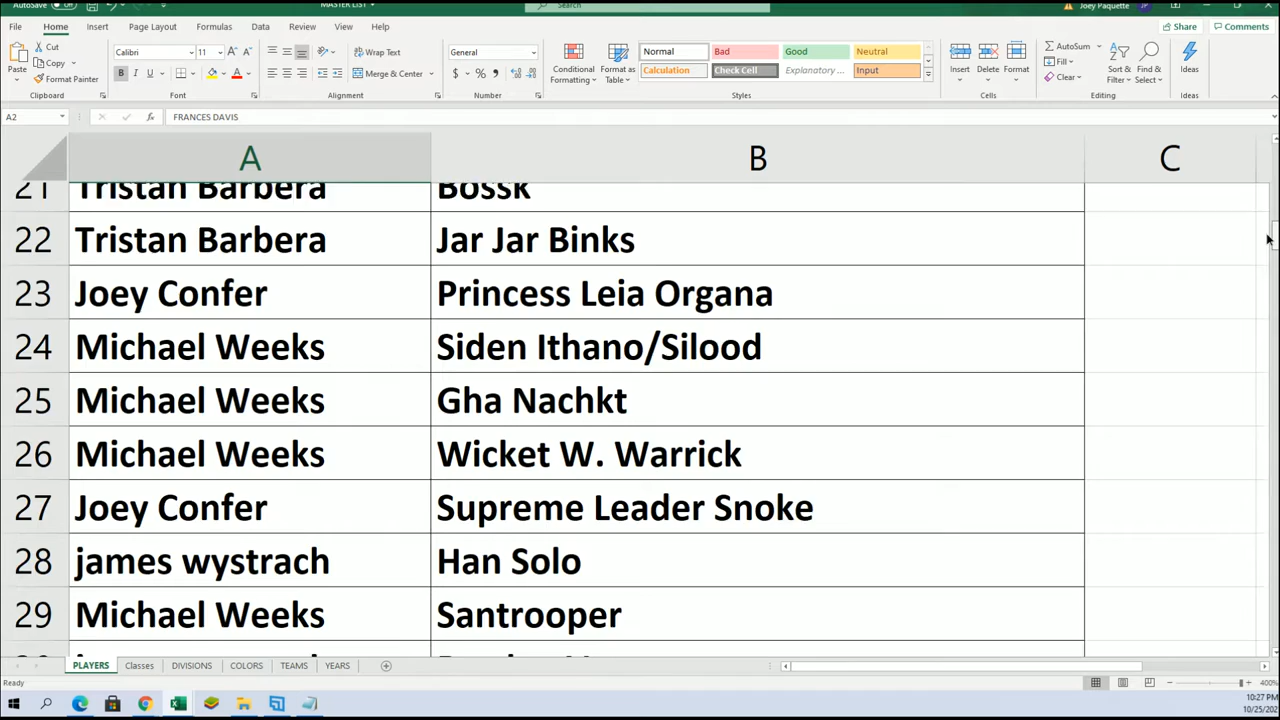 AutoSave Off MASTER LIST Search Joey Paquette JP
File Home Insert Page Layout Formulas Data Review View Help Share Comments
Cut Calibri 11 Wrap Text General Normal Bad Good Neutral AutoSum
Copy Fill
Paste Format Painter Merge & Center Conditional Formatting Format as Table Calculation Check Cell Explanatory ... Input Insert Delete Format Clear Sort & Filter Find & Select Ideas
Clipboard Font Alignment Number Styles Cells Editing Ideas
A2 FRANCES DAVIS
A B C
21 Tristan Barbera Bossk
22 Tristan Barbera Jar Jar Binks
23 Joey Confer Princess Leia Organa
24 Michael Weeks Siden Ithano/Silood
25 Michael Weeks Gha Nachkt
26 Michael Weeks Wicket W. Warrick
27 Joey Confer Supreme Leader Snoke
28 james wystrach Han Solo
29 Michael Weeks Santrooper
PLAYERS Classes DIVISIONS COLORS TEAMS YEARS
Ready 400%
10:27 PM
10/25/202